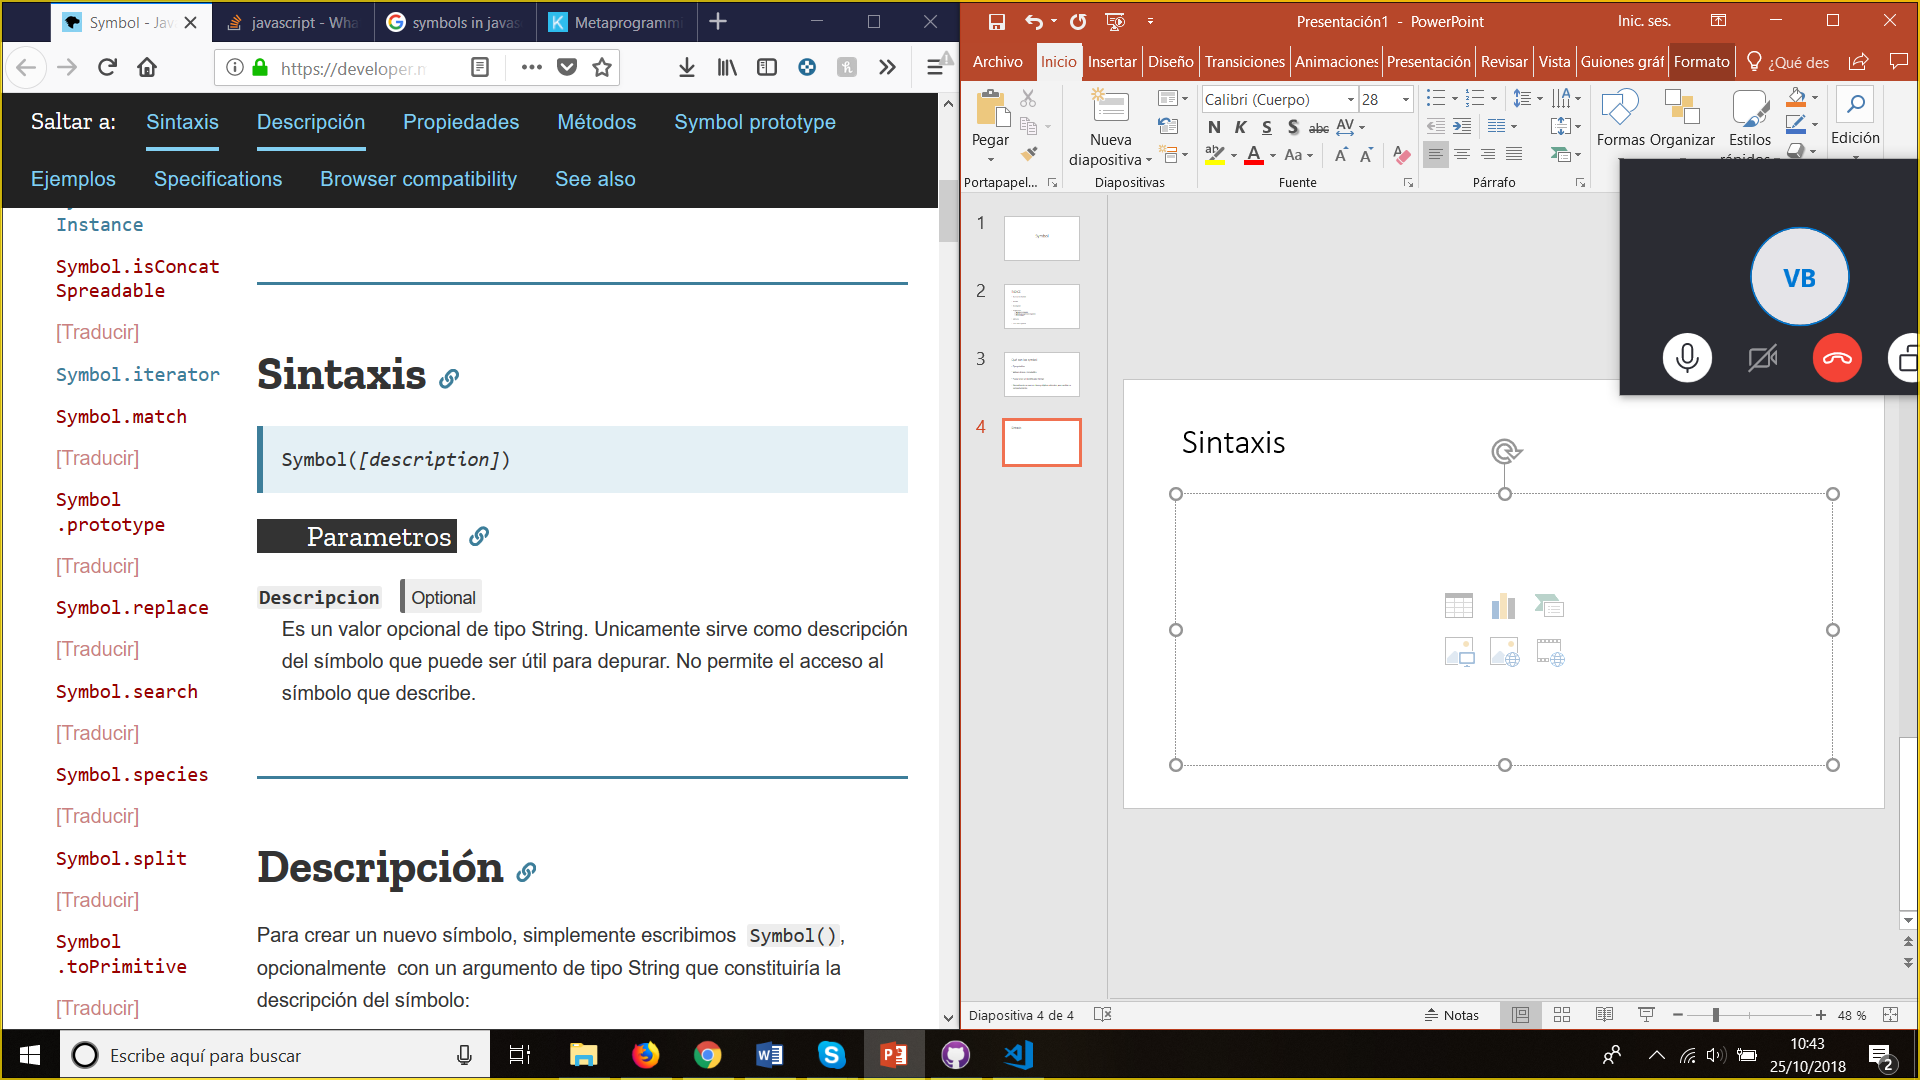 Symbol - Jav
javascript - Wha
symbols in javas
Metaprogrammi
https://developer.n
Saltar a:
Sintaxis
Descripción
Propiedades
Métodos
Symbol prototype
Ejemplos
Specifications
Browser compatibility
See also
Instance
Symbol.isConcat
Spreadable
[Traducir]
Symbol.iterator
Symbol.match
[Traducir]
Symbol
.prototype
[Traducir]
Symbol.replace
[Traducir]
Symbol.search
[Traducir]
Symbol.species
[Traducir]
Symbol.split
[Traducir]
Symbol
.toPrimitive
[Traducir]
Sintaxis
Symbol([description])
Parametros
Descripcion
Optional
Es un valor opcional de tipo String. Unicamente sirve como descripción
del símbolo que puede ser útil para depurar. No permite el acceso al
símbolo que describe.
Descripción
Para crear un nuevo símbolo, simplemente escribimos Symbol(),
opcionalmente con un argumento de tipo String que constituiría la
descripción del símbolo:
Presentación1 - PowerPoint
Inic. ses.
Archivo
Inicio
Insertar
Diseño
Transiciones
Animaciones
Presentación
Revisar
Vista
Guiones gráf
Formato
¿Qué des
Pegar
Portapapel...
Nueva
diapositiva
Diapositivas
Calibri (Cuerpo)
28
N K S S abc AV
ab A Aa A A
Fuente
Párrafo
Formas
Organizar
Estilos
rápidos
Edición
VB
1
Symbol
2
3
4
Sintaxis
Diapositiva 4 de 4
Notas
48 %
Escribe aquí para buscar
10:43
25/10/2018
2